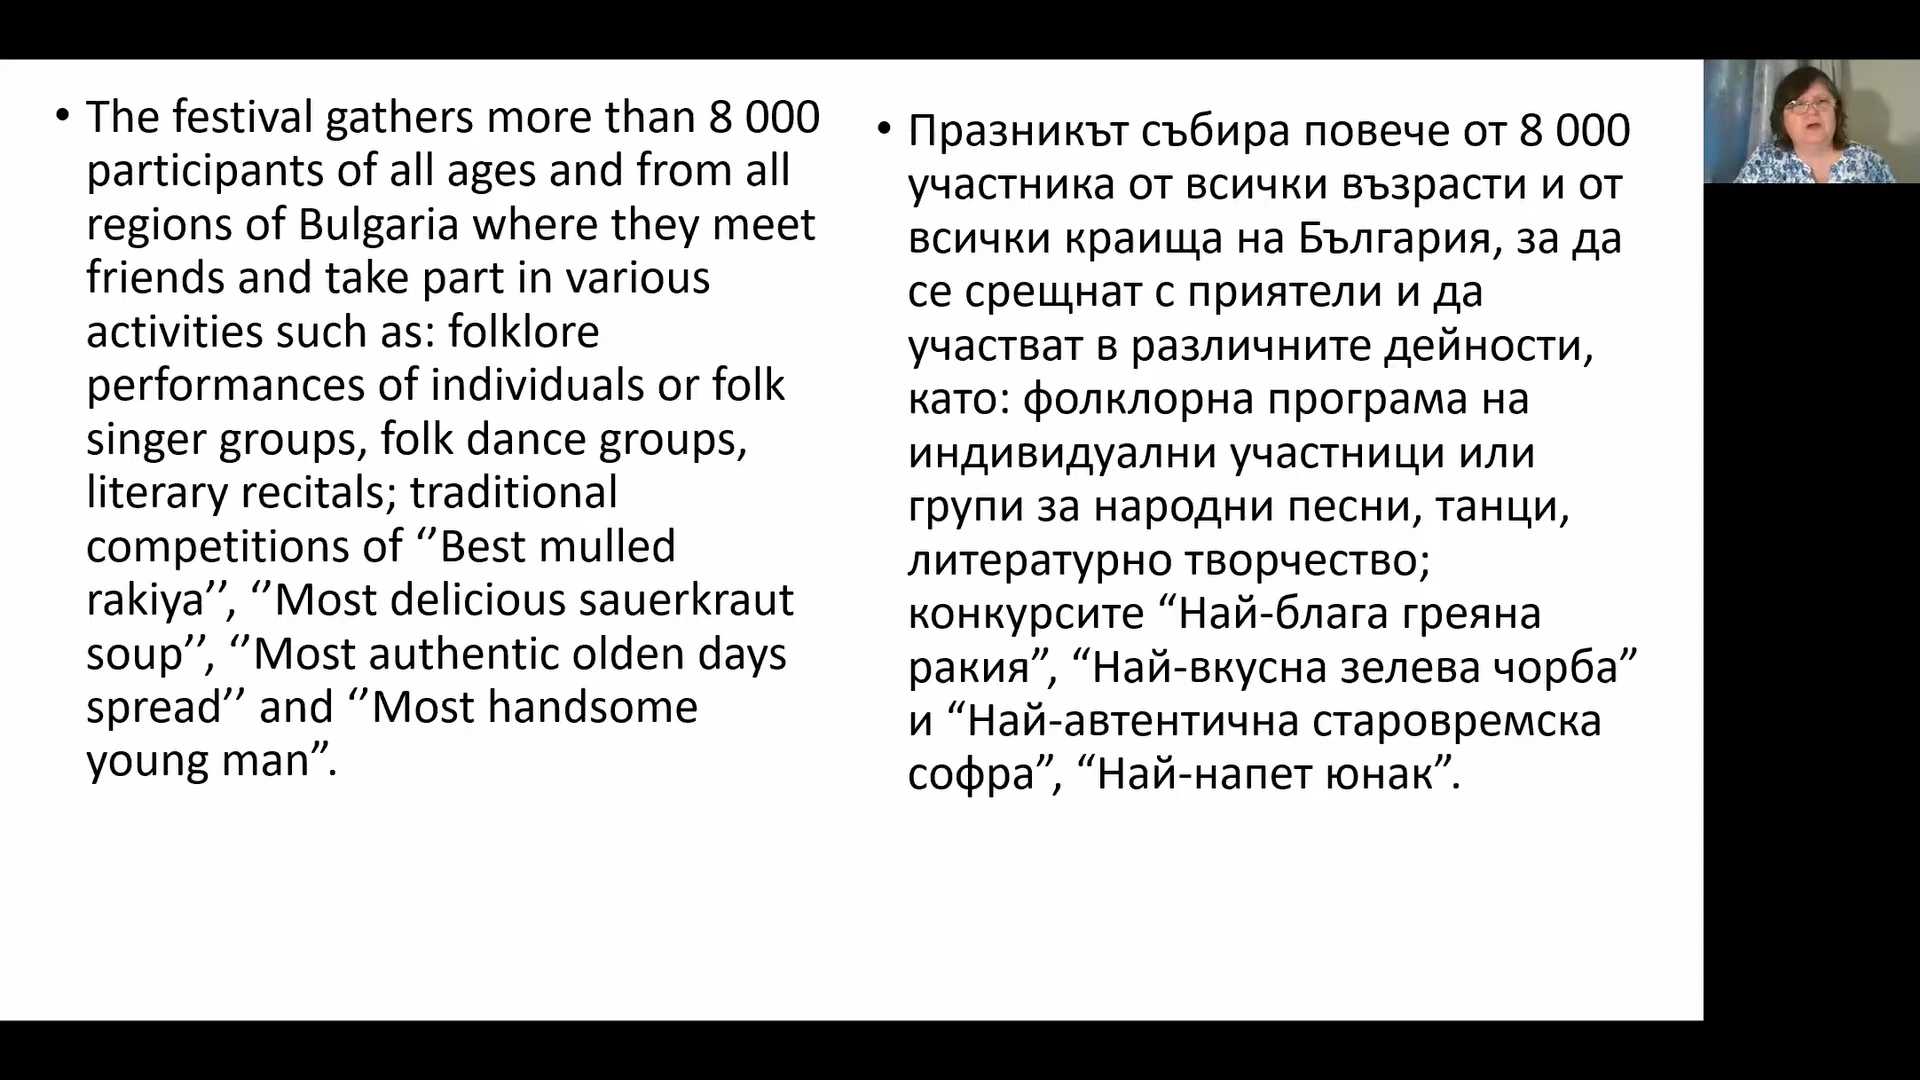 • The festival gathers more than 8 000
participants of all ages and from all
regions of Bulgaria where they meet
friends and take part in various
activities such as: folklore
performances of individuals or folk
singer groups, folk dance groups,
literary recitals; traditional
competitions of ‘’Best mulled
rakiya’’, ‘’Most delicious sauerkraut
soup’’, ‘’Most authentic olden days
spread’’ and ‘’Most handsome
young man”.
• Празникът събира повече от 8 000
участника от всички възрасти и от
всички краища на България, за да
се срещнат с приятели и да
участват в различните дейности,
като: фолклорна програма на
индивидуални участници или
групи за народни песни, танци,
литературно творчество;
конкурсите “Най-блага греяна
ракия”, “Най-вкусна зелева чорба”
и “Най-автентична старовремска
софра”, “Най-напет юнак”.